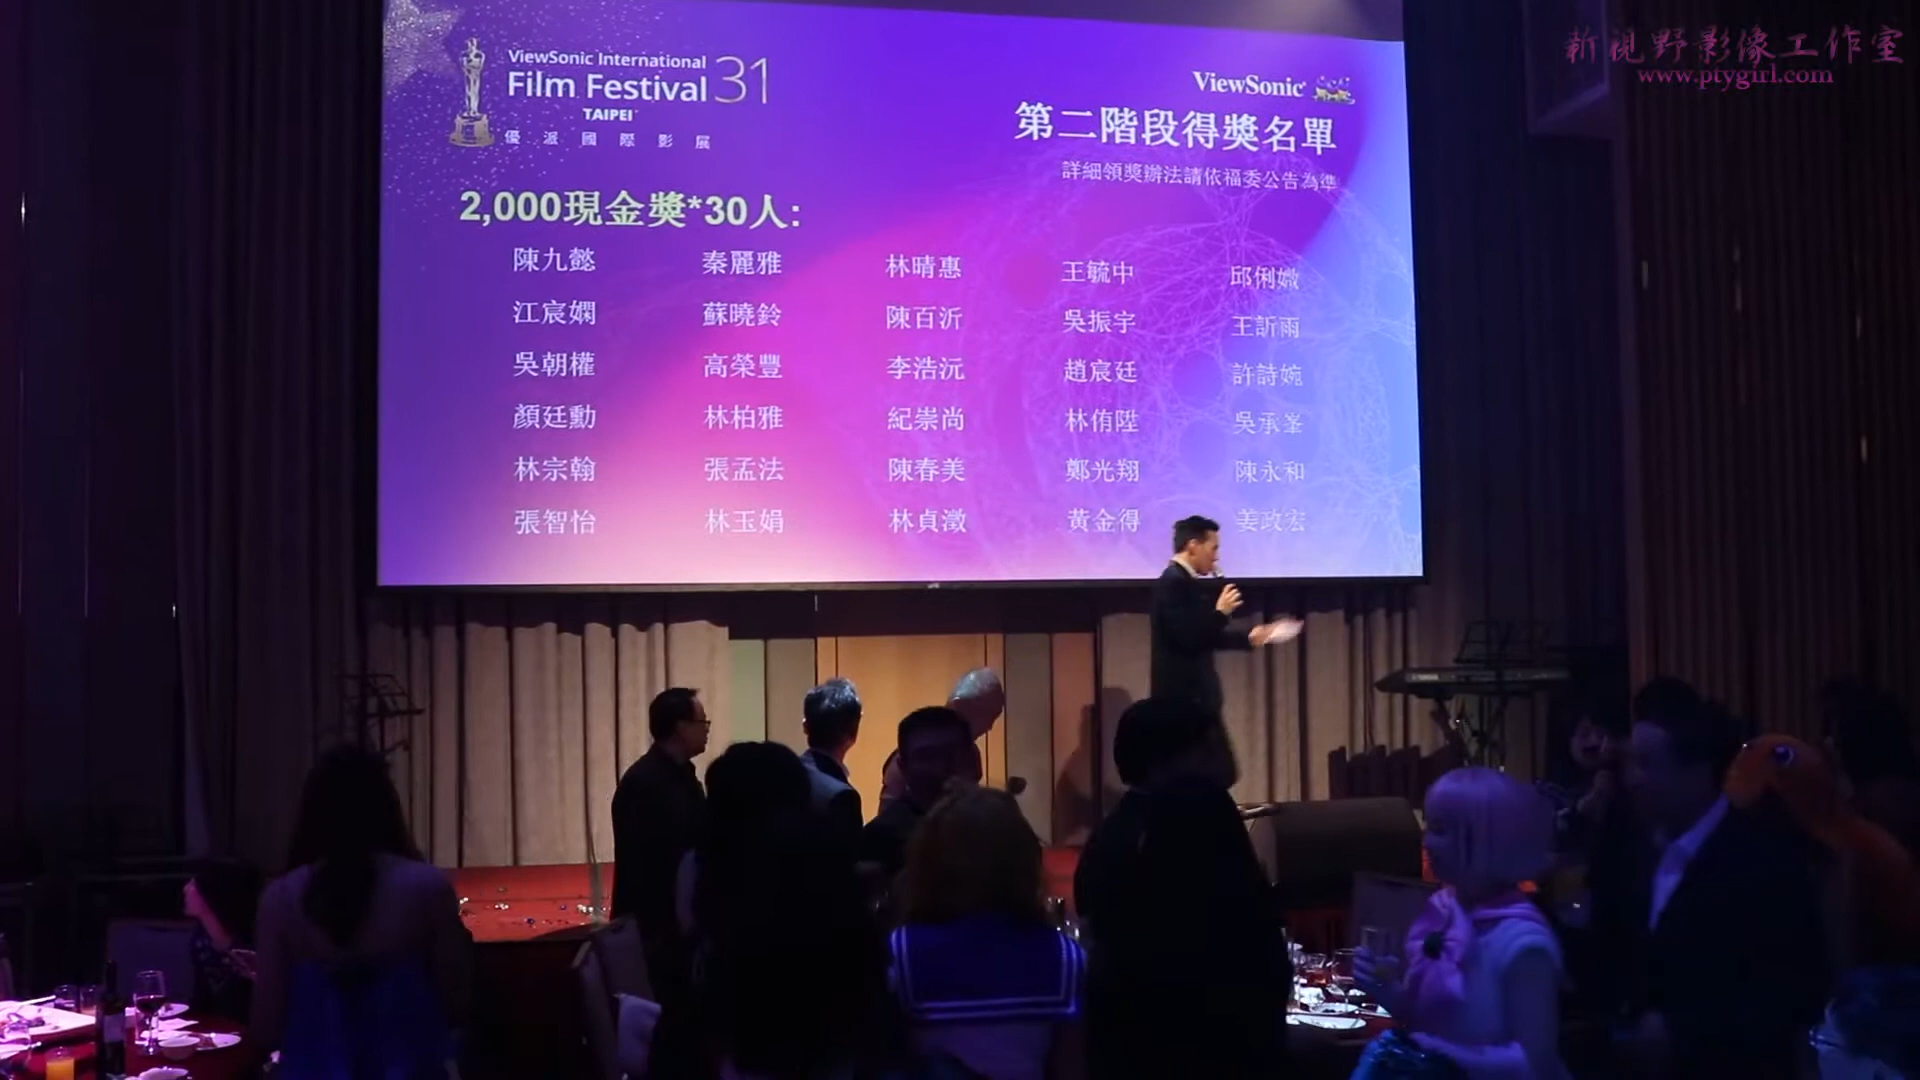 新視野影像工作室
www.ptygirl.com
ViewSonic International
Film Festival 31
TAIPEI
優派國際影展
ViewSonic
第二階段得獎名單
詳細領獎辦法請依福委公告為準
2,000現金獎*30人:
陳九懿 秦麗雅 林晴惠 王毓中 邱俐媺
江宸嫻 蘇曉鈴 陳百沂 吳振宇 王訢雨
吳朝權 高榮豐 李浩沅 趙宸廷 許詩婉
顏廷勳 林柏雅 紀崇尚 林侑陞 吳承峯
林宗翰 張孟法 陳春美 鄭光翔 陳永和
張智怡 林玉娟 林貞瀓 黃金得 姜政宏